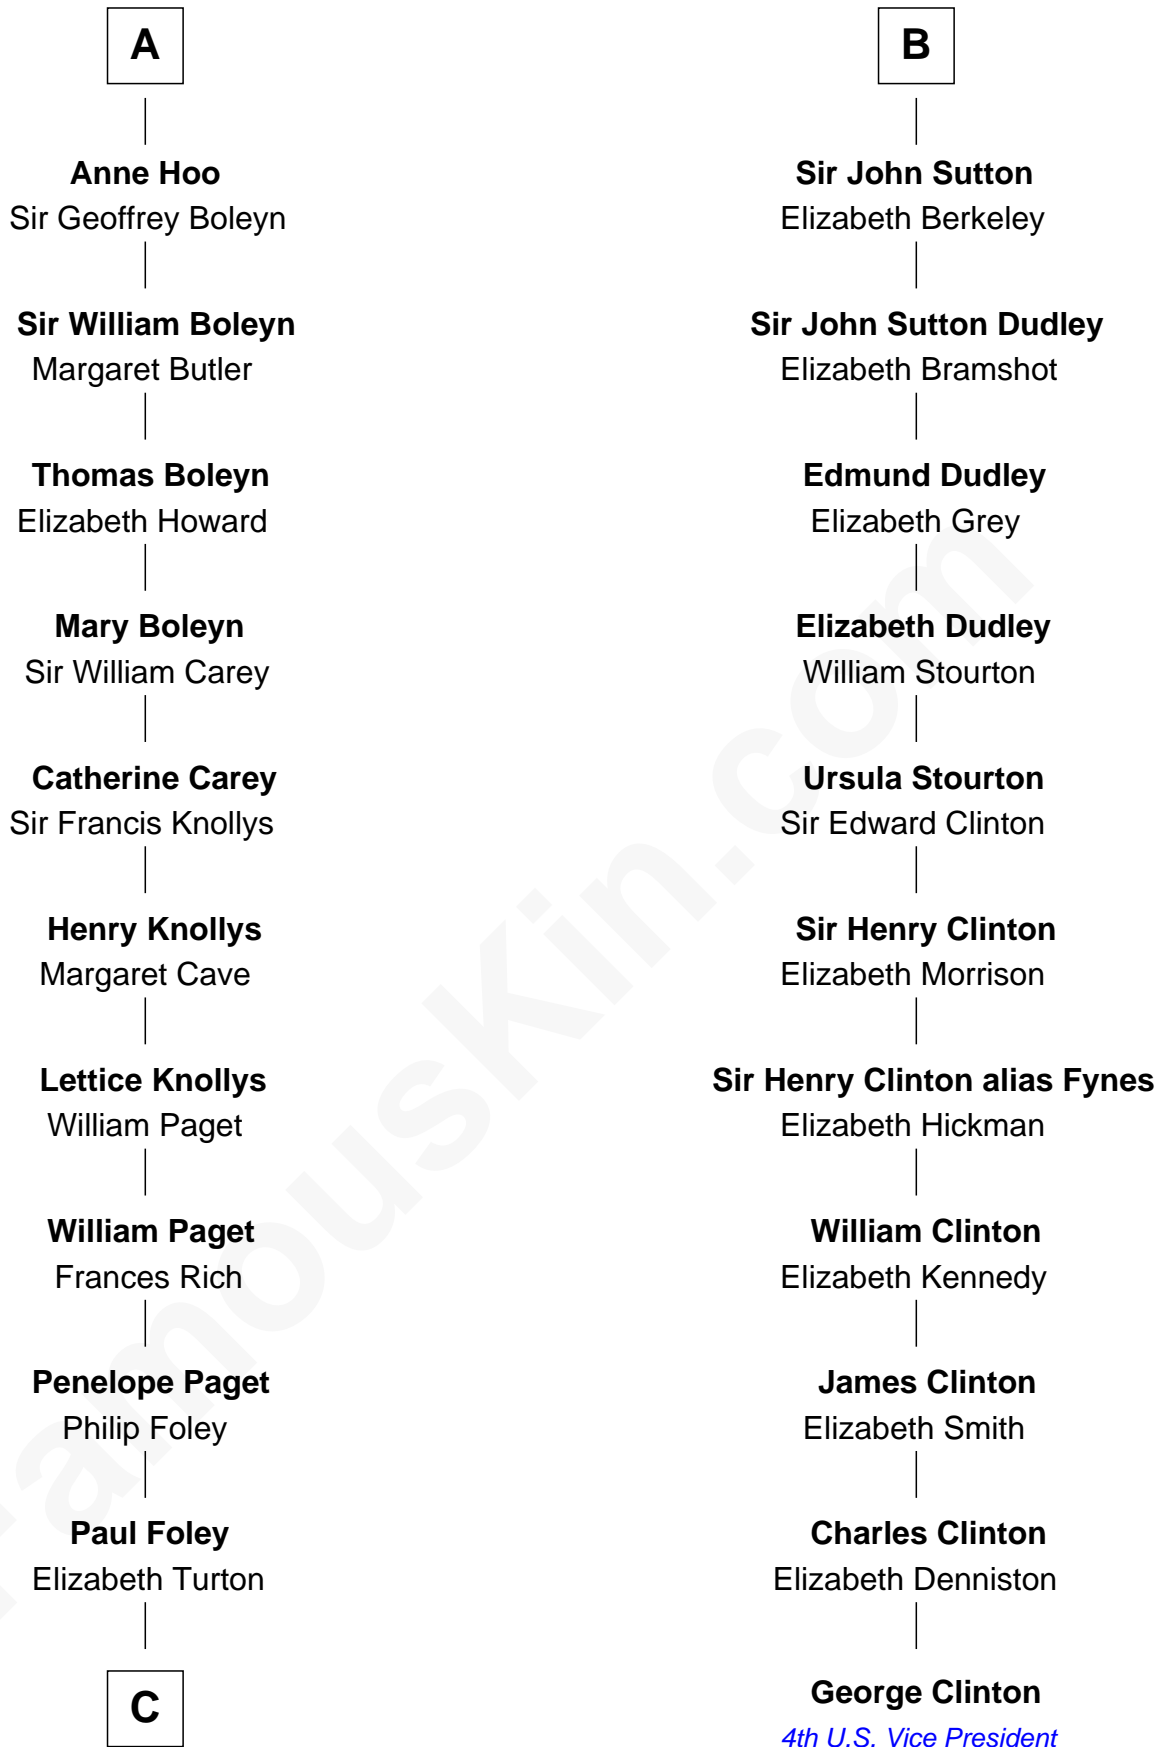 A
Anne Hoo
Sir Geoffrey Boleyn
Sir William Boleyn
Margaret Butler
Thomas Boleyn
Elizabeth Howard
Mary Boleyn
Sir William Carey
Catherine Carey
Sir Francis Knollys
Henry Knollys
Margaret Cave
Lettice Knollys
William Paget
William Paget
Frances Rich
Penelope Paget
Philip Foley
Paul Foley
Elizabeth Turton
C
B
Sir John Sutton
Elizabeth Berkeley
Sir John Sutton Dudley
Elizabeth Bramshot
Edmund Dudley
Elizabeth Grey
Elizabeth Dudley
William Stourton
Ursula Stourton
Sir Edward Clinton
Sir Henry Clinton
Elizabeth Morrison
Sir Henry Clinton alias Fynes
Elizabeth Hickman
William Clinton
Elizabeth Kennedy
James Clinton
Elizabeth Smith
Charles Clinton
Elizabeth Denniston
George Clinton
4th U.S. Vice President
FamousKin.com